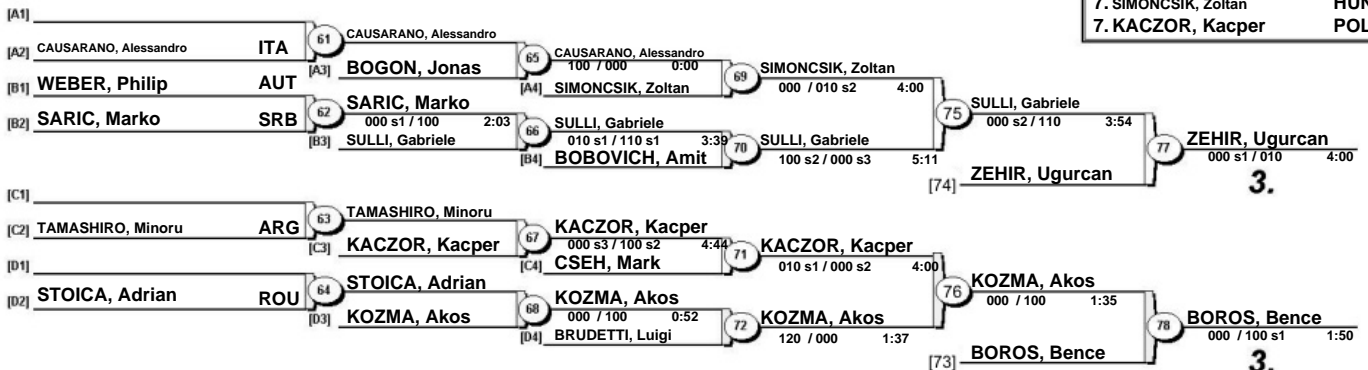 7. SIMONCSIK, Zoltan HUN
7. KACZOR, Kacper POL
[A1]
[A2] CAUSARANO, Alessandro ITA
[B1] WEBER, Philip AUT
[B2] SARIC, Marko SRB
61 CAUSARANO, Alessandro
[A3] BOGON, Jonas
62 SARIC, Marko
000 s1 / 100 2:03
[B3] SULLI, Gabriele
65 CAUSARANO, Alessandro
100 / 000 0:00
[A4] SIMONCSIK, Zoltan
66 SULLI, Gabriele
010 s1 / 110 s1 3:39
[B4] BOBOVICH, Amit
69 SIMONCSIK, Zoltan
000 / 010 s2 4:00
70 SULLI, Gabriele
100 s2 / 000 s3 5:11
75 SULLI, Gabriele
000 s2 / 110 3:54
[74] ZEHIR, Ugurcan
77 ZEHIR, Ugurcan
000 s1 / 010 4:00
3.
[C1]
[C2] TAMASHIRO, Minoru ARG
[D1]
[D2] STOICA, Adrian ROU
63 TAMASHIRO, Minoru
[C3] KACZOR, Kacper
64 STOICA, Adrian
[D3] KOZMA, Akos
67 KACZOR, Kacper
000 s3 / 100 s2 4:44
[C4] CSEH, Mark
68 KOZMA, Akos
000 / 100 0:52
[D4] BRUDETTI, Luigi
71 KACZOR, Kacper
010 s1 / 000 s2 4:00
72 KOZMA, Akos
120 / 000 1:37
76 KOZMA, Akos
000 / 100 1:35
[73] BOROS, Bence
78 BOROS, Bence
000 / 100 s1 1:50
3.